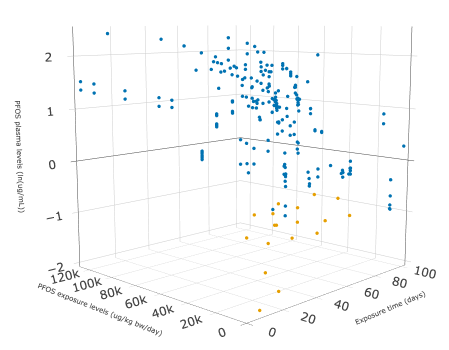 2
1
0
−1
−2
PFOS plasma levels (ln(ug/mL))
120k
100k
80k
60k
40k
20k
0
PFOS exposure levels (ug/kg bw/day)
0
20
40
60
80
100
Exposure time (days)